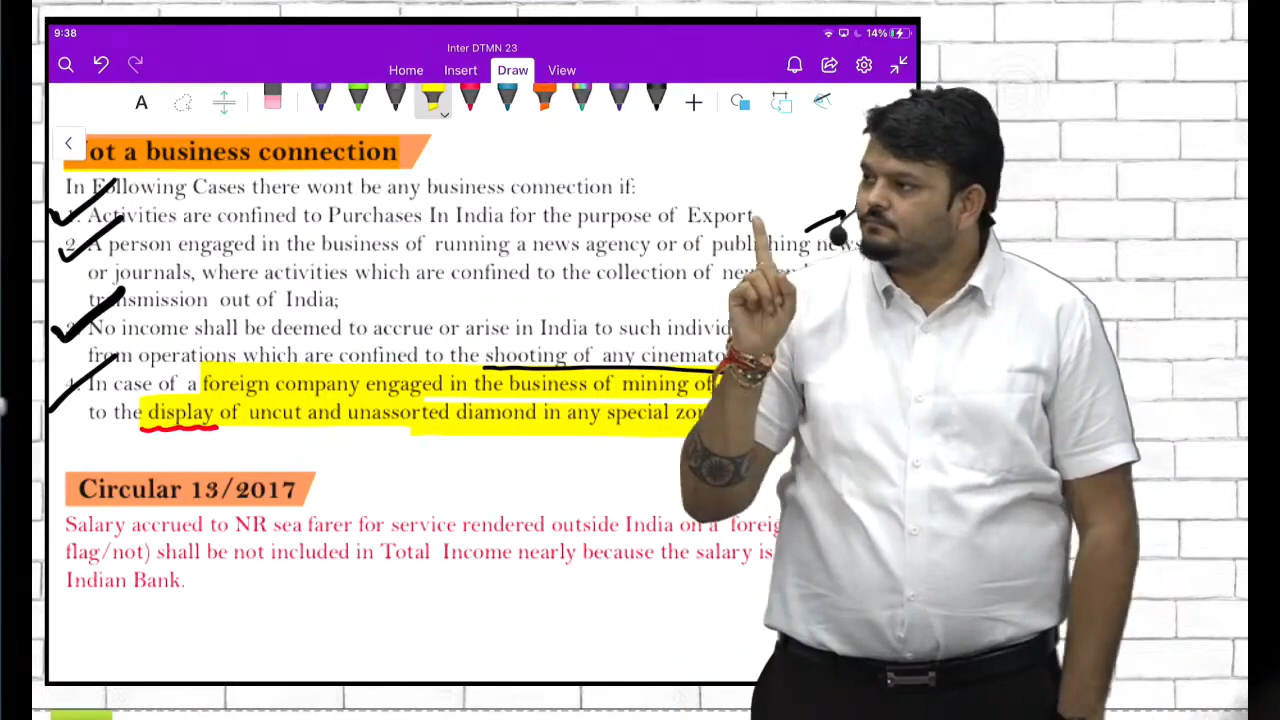 9:38
14%
Inter DTMN 23
Home Insert Draw View
A
ot a business connection
In Following Cases there wont be any business connection if:
1. Activities are confined to Purchases In India for the purpose of Export
2. A person engaged in the business of running a news agency or of publishing news
or journals, where activities which are confined to the collection of
transmission out of India;
3. No income shall be deemed to accrue or arise in India to such
from operations which are confined to the shooting of any
4. In case of a foreign company engaged in the business of mining of
to the display of uncut and unassorted diamond in any special
Circular 13/2017
Salary accrued to NR sea farer for service rendered outside India on a
flag/not) shall be not included in Total Income nearly because the salary is
Indian Bank.